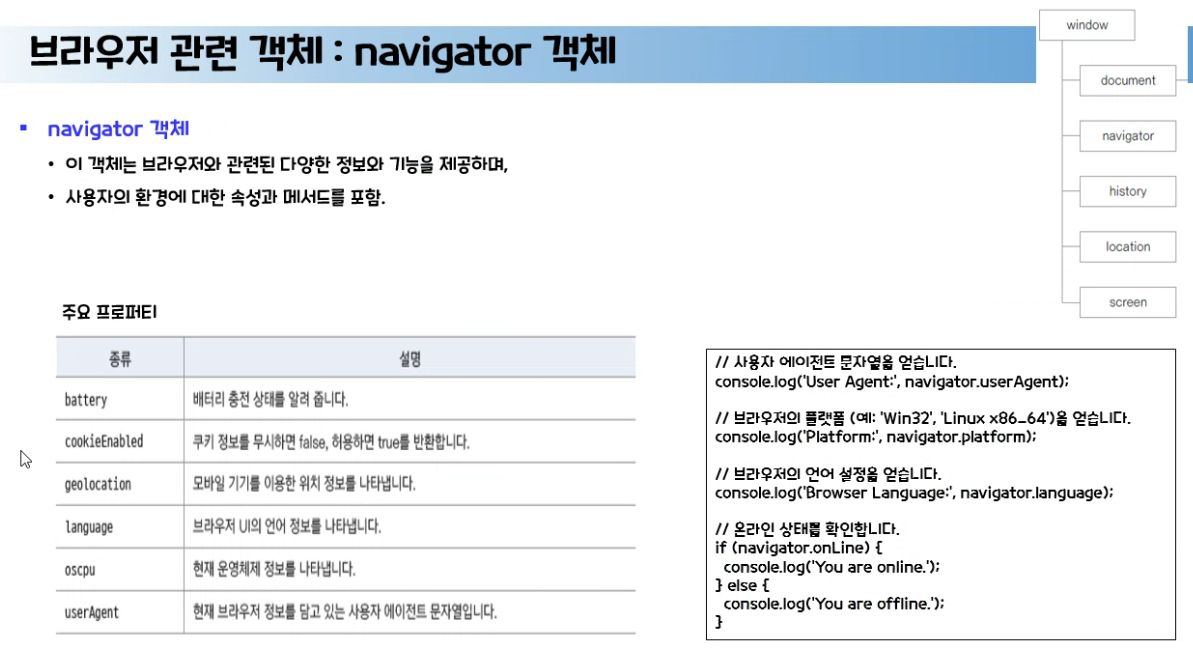 브라우저 관련 객체 : navigator 객체
window
document
navigator
history
location
screen
▪ navigator 객체
• 이 객체는 브라우저와 관련된 다양한 정보와 기능을 제공하며,
• 사용자의 환경에 대한 속성과 메서드를 포함.
주요 프로퍼티
종류 설명
battery 배터리 충전 상태를 알려 줍니다.
cookieEnabled 쿠키 정보를 무시하면 false, 허용하면 true를 반환합니다.
geolocation 모바일 기기를 이용한 위치 정보를 나타냅니다.
language 브라우저 UI의 언어 정보를 나타냅니다.
oscpu 현재 운영체제 정보를 나타냅니다.
userAgent 현재 브라우저 정보를 담고 있는 사용자 에이전트 문자열입니다.
// 사용자 에이전트 문자열을 얻습니다.
console.log('User Agent:', navigator.userAgent);
// 브라우저의 플랫폼 (예: 'Win32', 'Linux x86_64')을 얻습니다.
console.log('Platform:', navigator.platform);
// 브라우저의 언어 설정을 얻습니다.
console.log('Browser Language:', navigator.language);
// 온라인 상태를 확인합니다.
if (navigator.onLine) {
console.log('You are online.');
} else {
console.log('You are offline.');
}